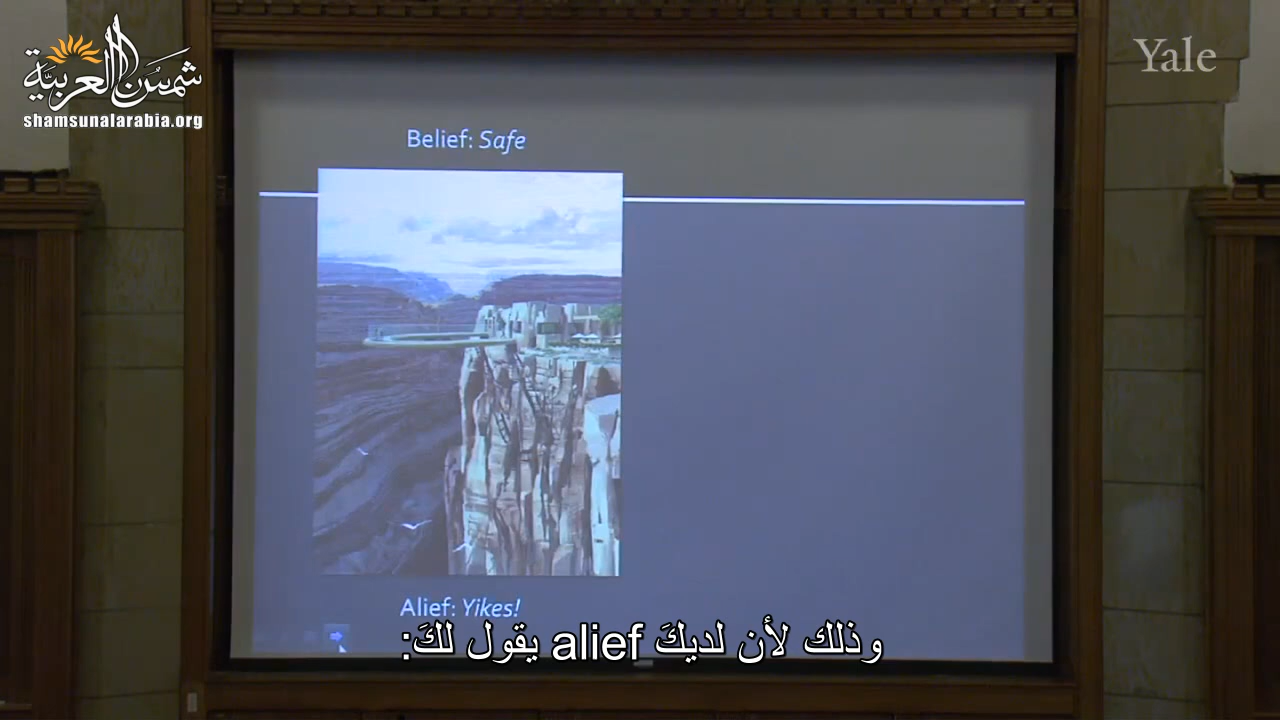 شمس العربية
shamsunalarabia.org
Yale
Belief: Safe
Alief: Yikes!
وذلك لأن لديكَ alief يقول لكَ: